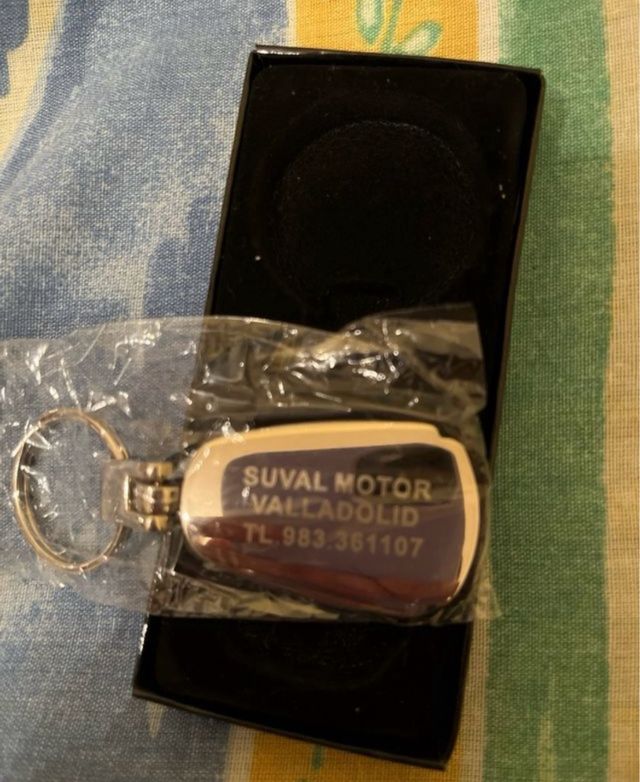 SUVAL MOTOR
VALLADOLID
TL.983.361107